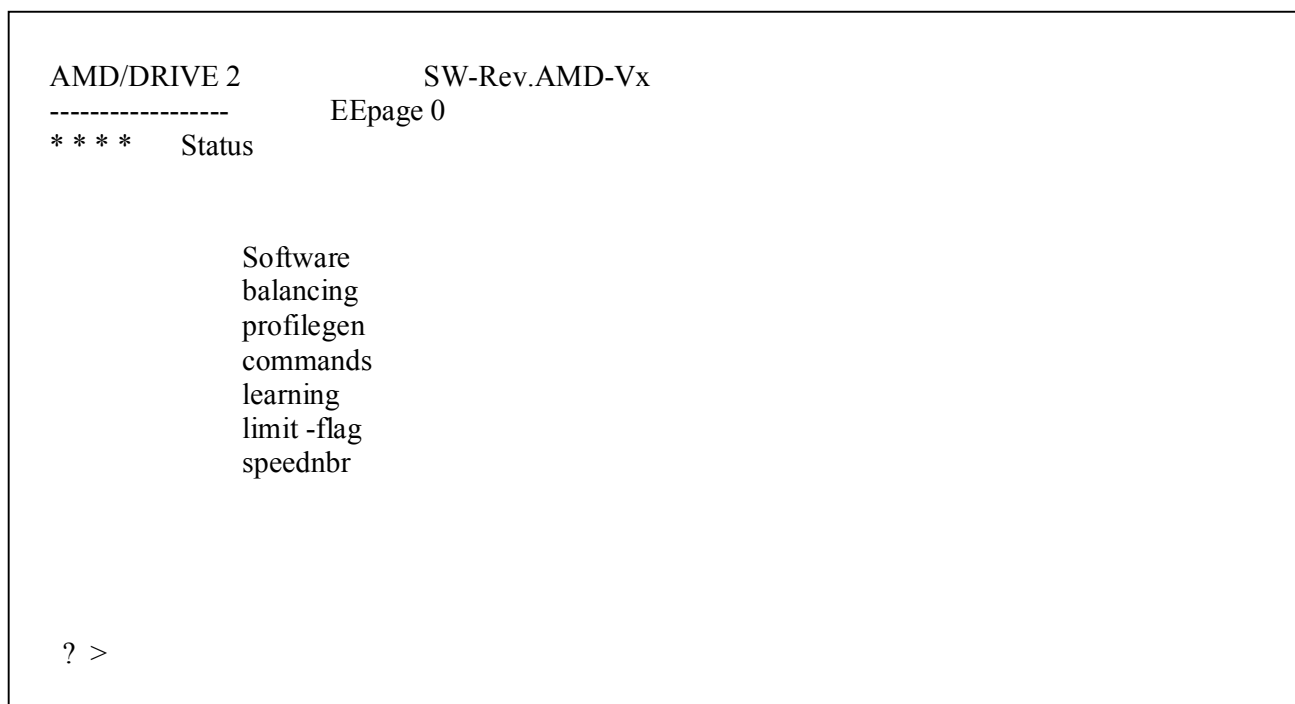 AMD/DRIVE 2 SW-Rev.AMD-Vx
------------------ EEpage 0
* * * * Status
Software
balancing
profilegen
commands
learning
limit -flag
speednbr
? >